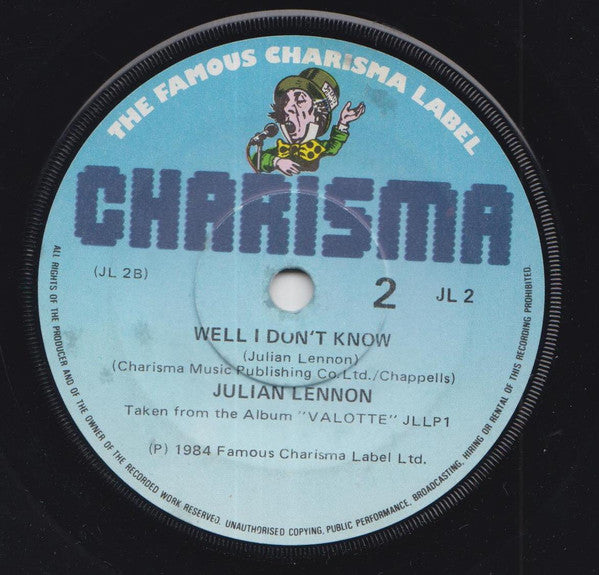 THE FAMOUS CHARISMA LABEL
CHARISMA
(JL 2B)
2
JL 2
WELL I DON'T KNOW
(Julian Lennon)
(Charisma Music Publishing Co.Ltd./Chappells)
JULIAN LENNON
Taken from the Album "VALOTTE" JLLP1
(P) 1984 Famous Charisma Label Ltd.
ALL RIGHTS OF THE PRODUCER AND OF THE OWNER OF THE RECORDED WORK RESERVED. UNAUTHORISED COPYING, PUBLIC PERFORMANCE, BROADCASTING, HIRING OR RENTAL OF THIS RECORDING PROHIBITED.